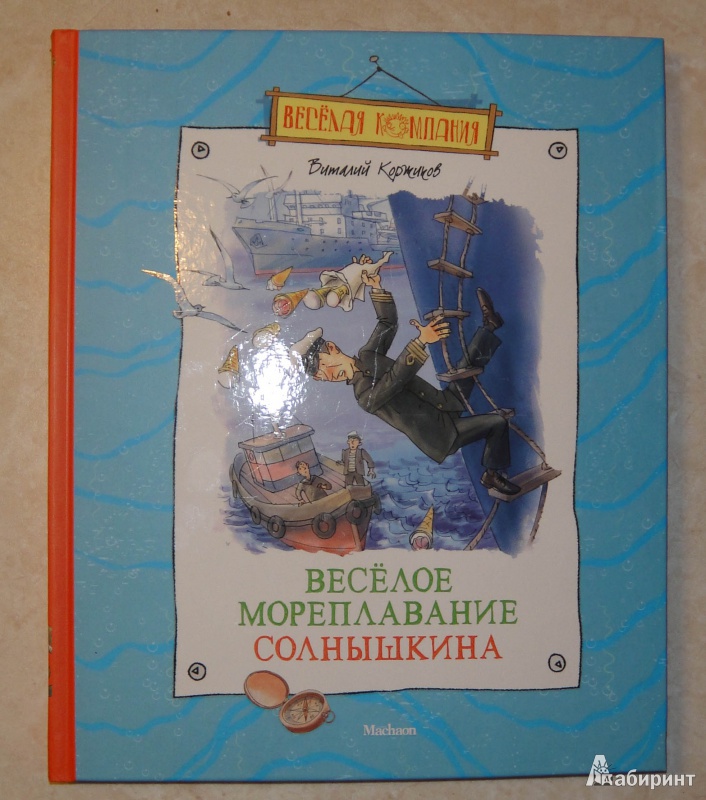 ВЕСЁЛАЯ КОМПАНИЯ
Виталий Коржиков
ВЕСЁЛОЕ
МОРЕПЛАВАНИЕ
СОЛНЫШКИНА
Machaon
Лабиринт